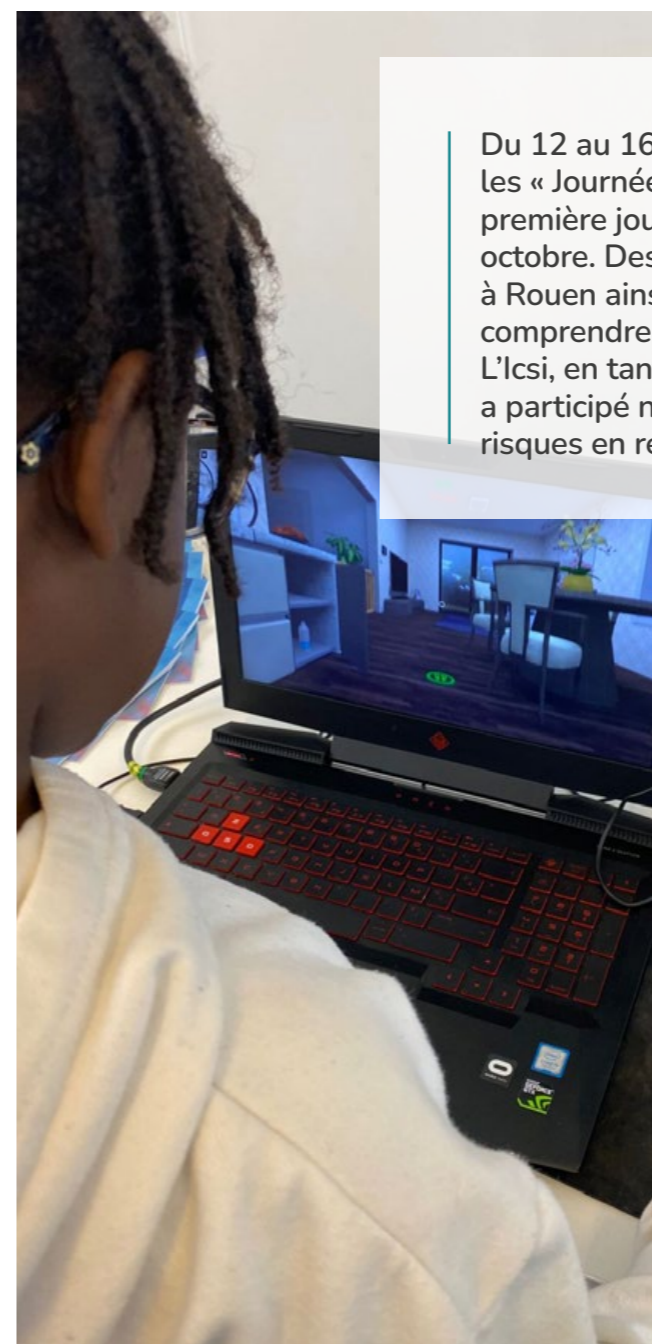 Du 12 au 16
les « Journée
première jou
octobre. Des
à Rouen ains
comprendre
L’Icsi, en tan
a participé n
risques en re